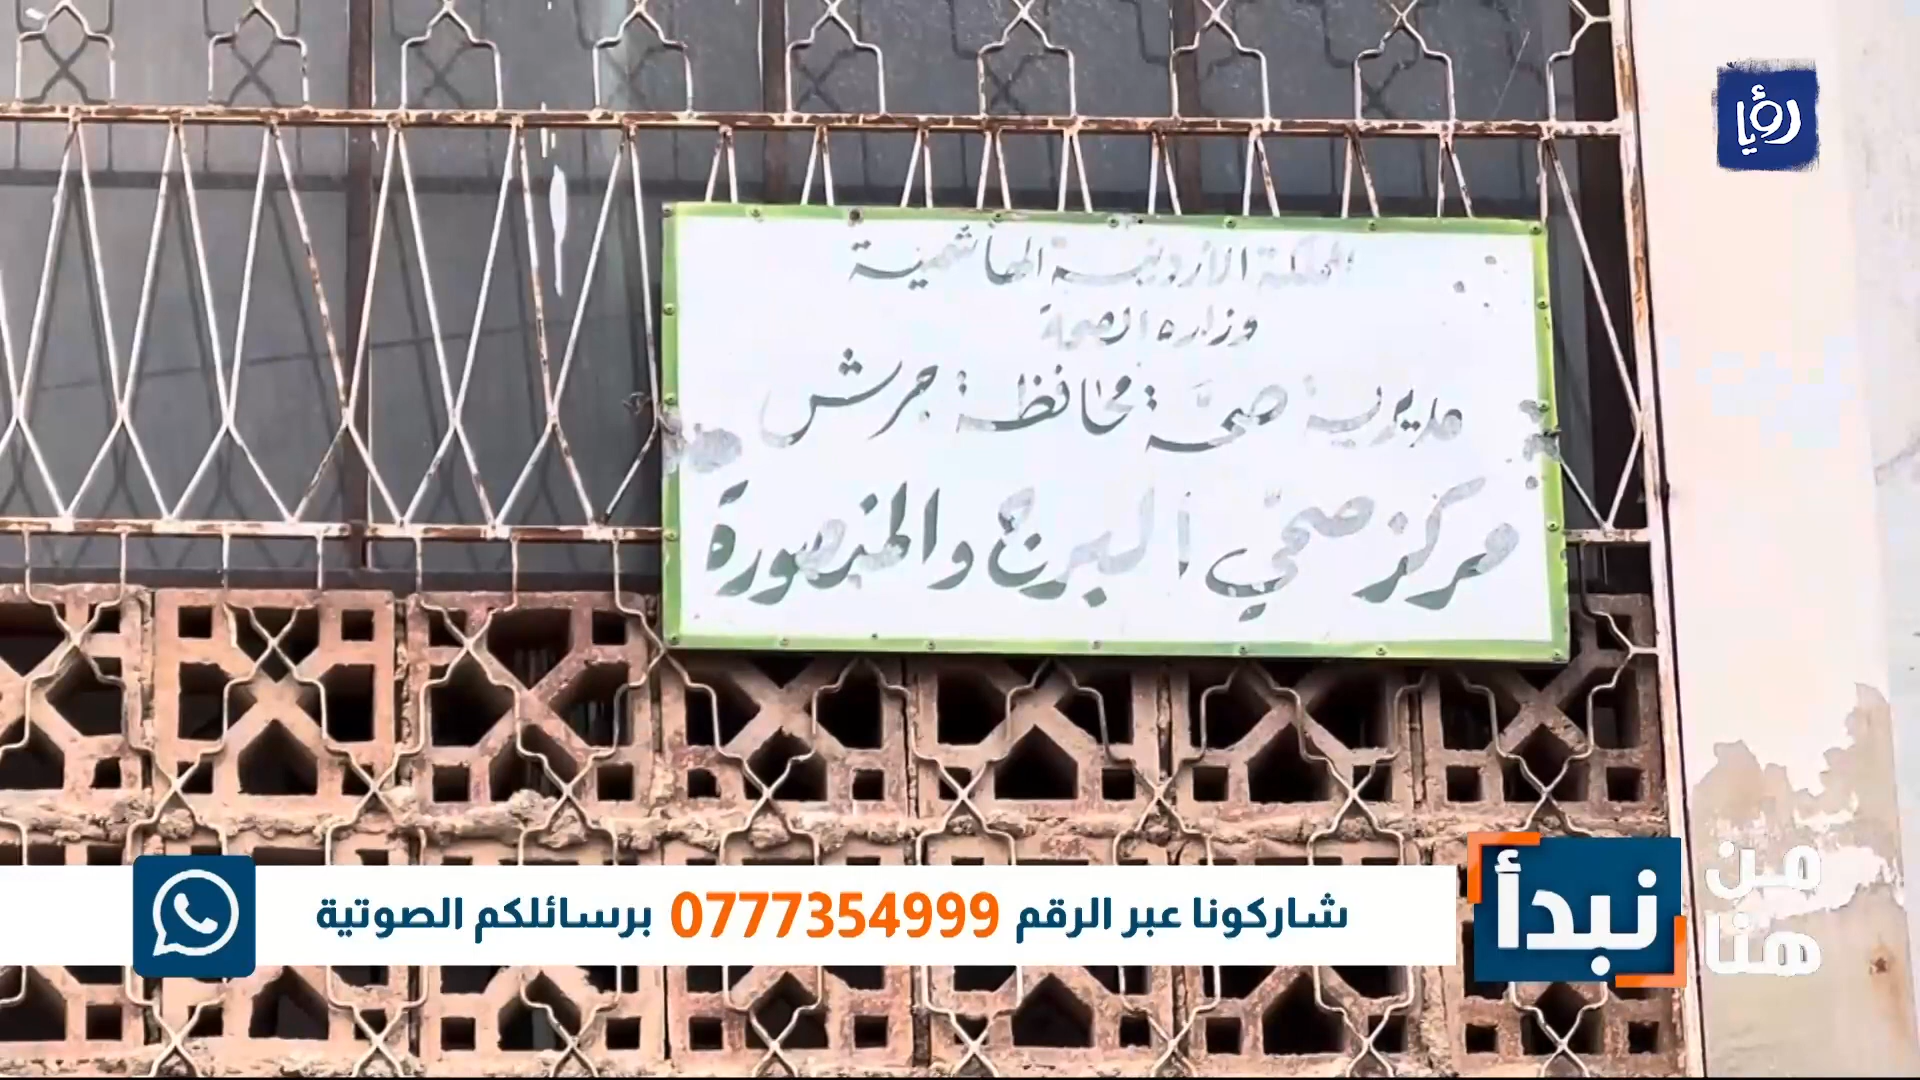 رؤيا
المملكة الأردنية الهاشمية
وزاره الصحة
مديرية صحة محافظة جرش
مركز صحي البرج والمنصورة
من هنا نبدأ
شاركونا عبر الرقم 0777354999 برسائلكم الصوتية